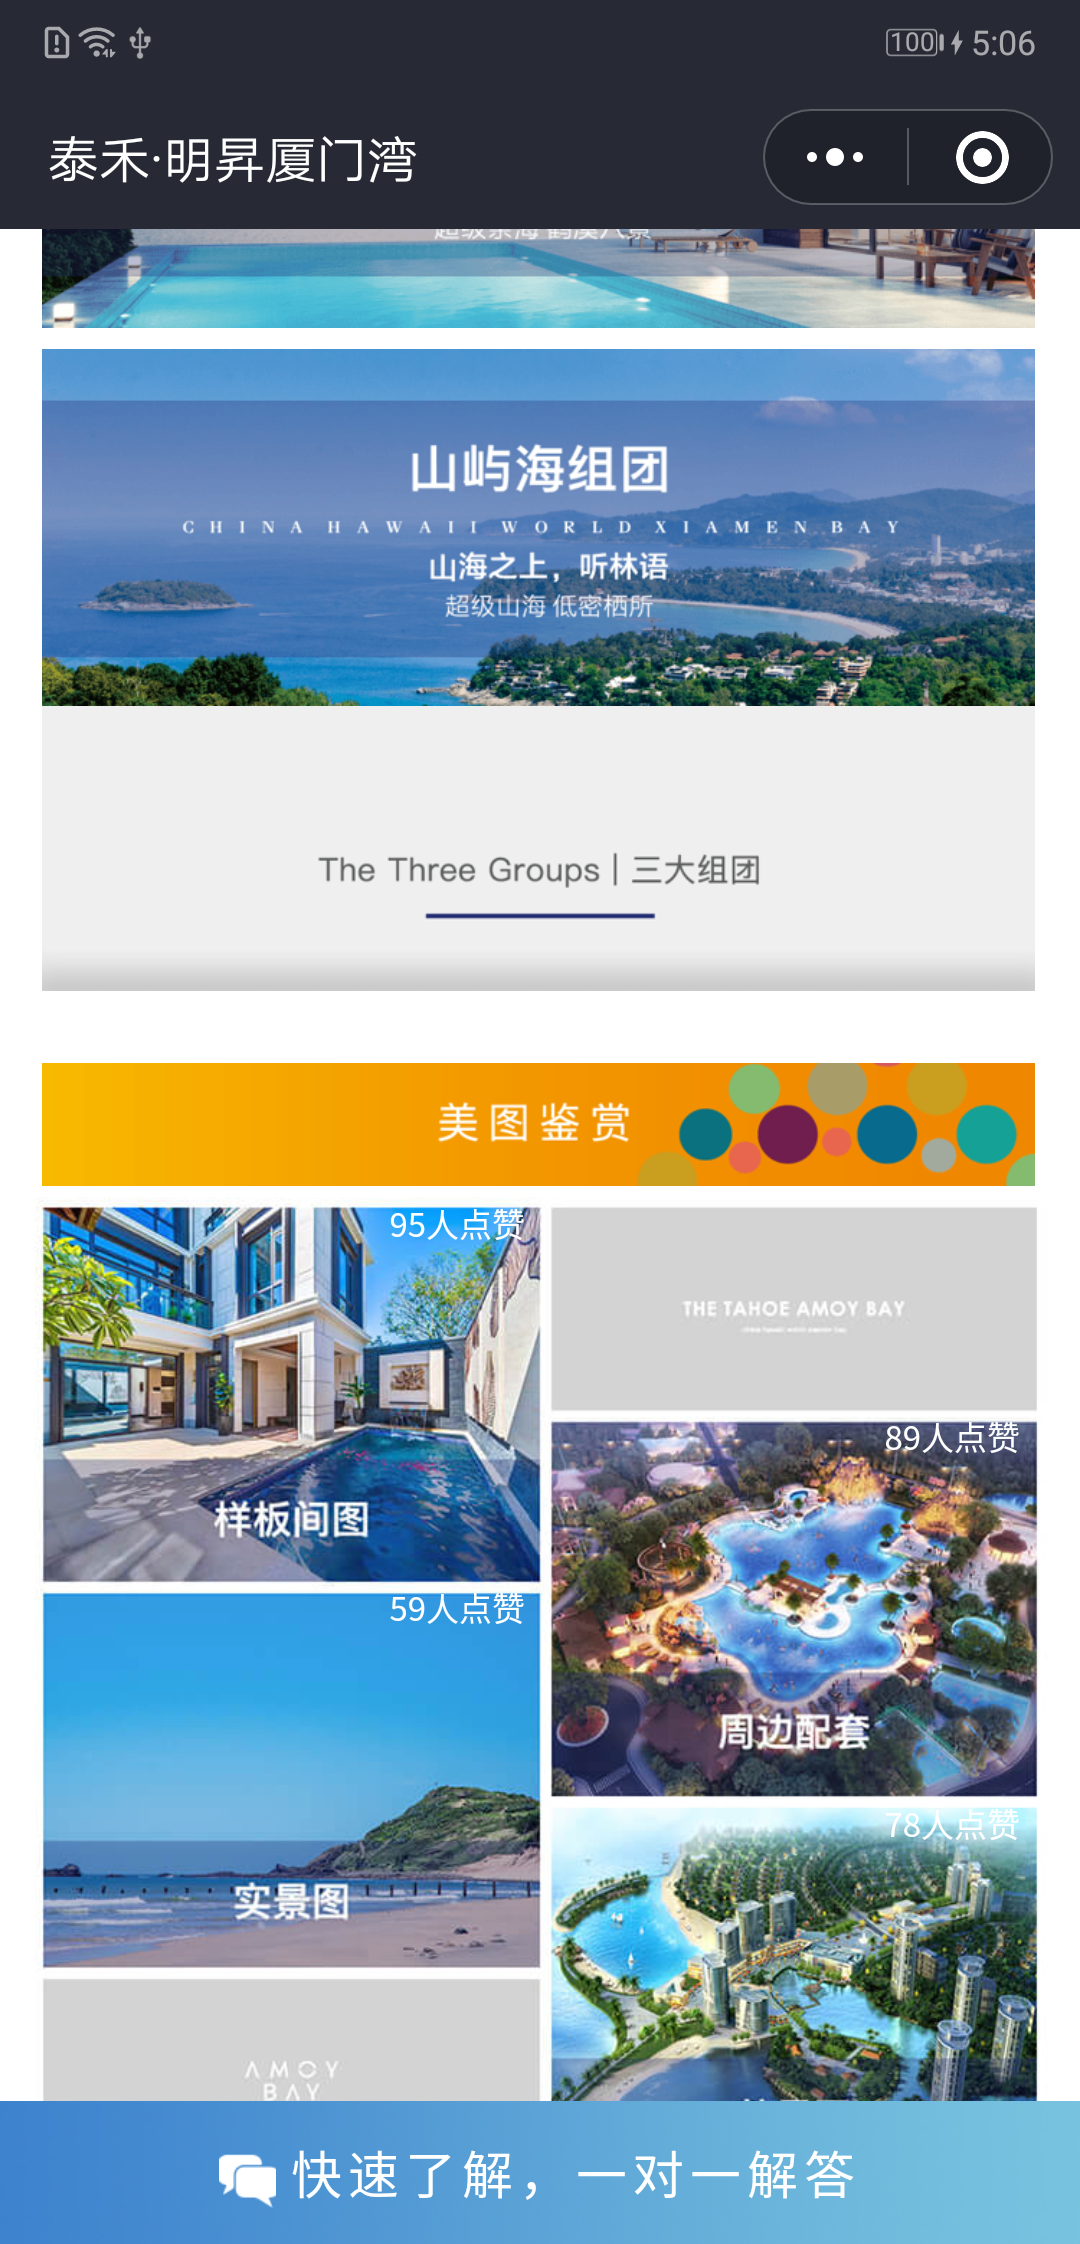 100 5:06
泰禾·明昇厦门湾
山屿海组团
CHINA HAWAII WORLD XIAMEN BAY
山海之上，听林语
超级山海 低密栖所
The Three Groups | 三大组团
美图鉴赏
95人点赞
样板间图
THE TAHOE AMOY BAY
89人点赞
周边配套
59人点赞
实景图
78人点赞
AMOY
BAY
快速了解，一对一解答